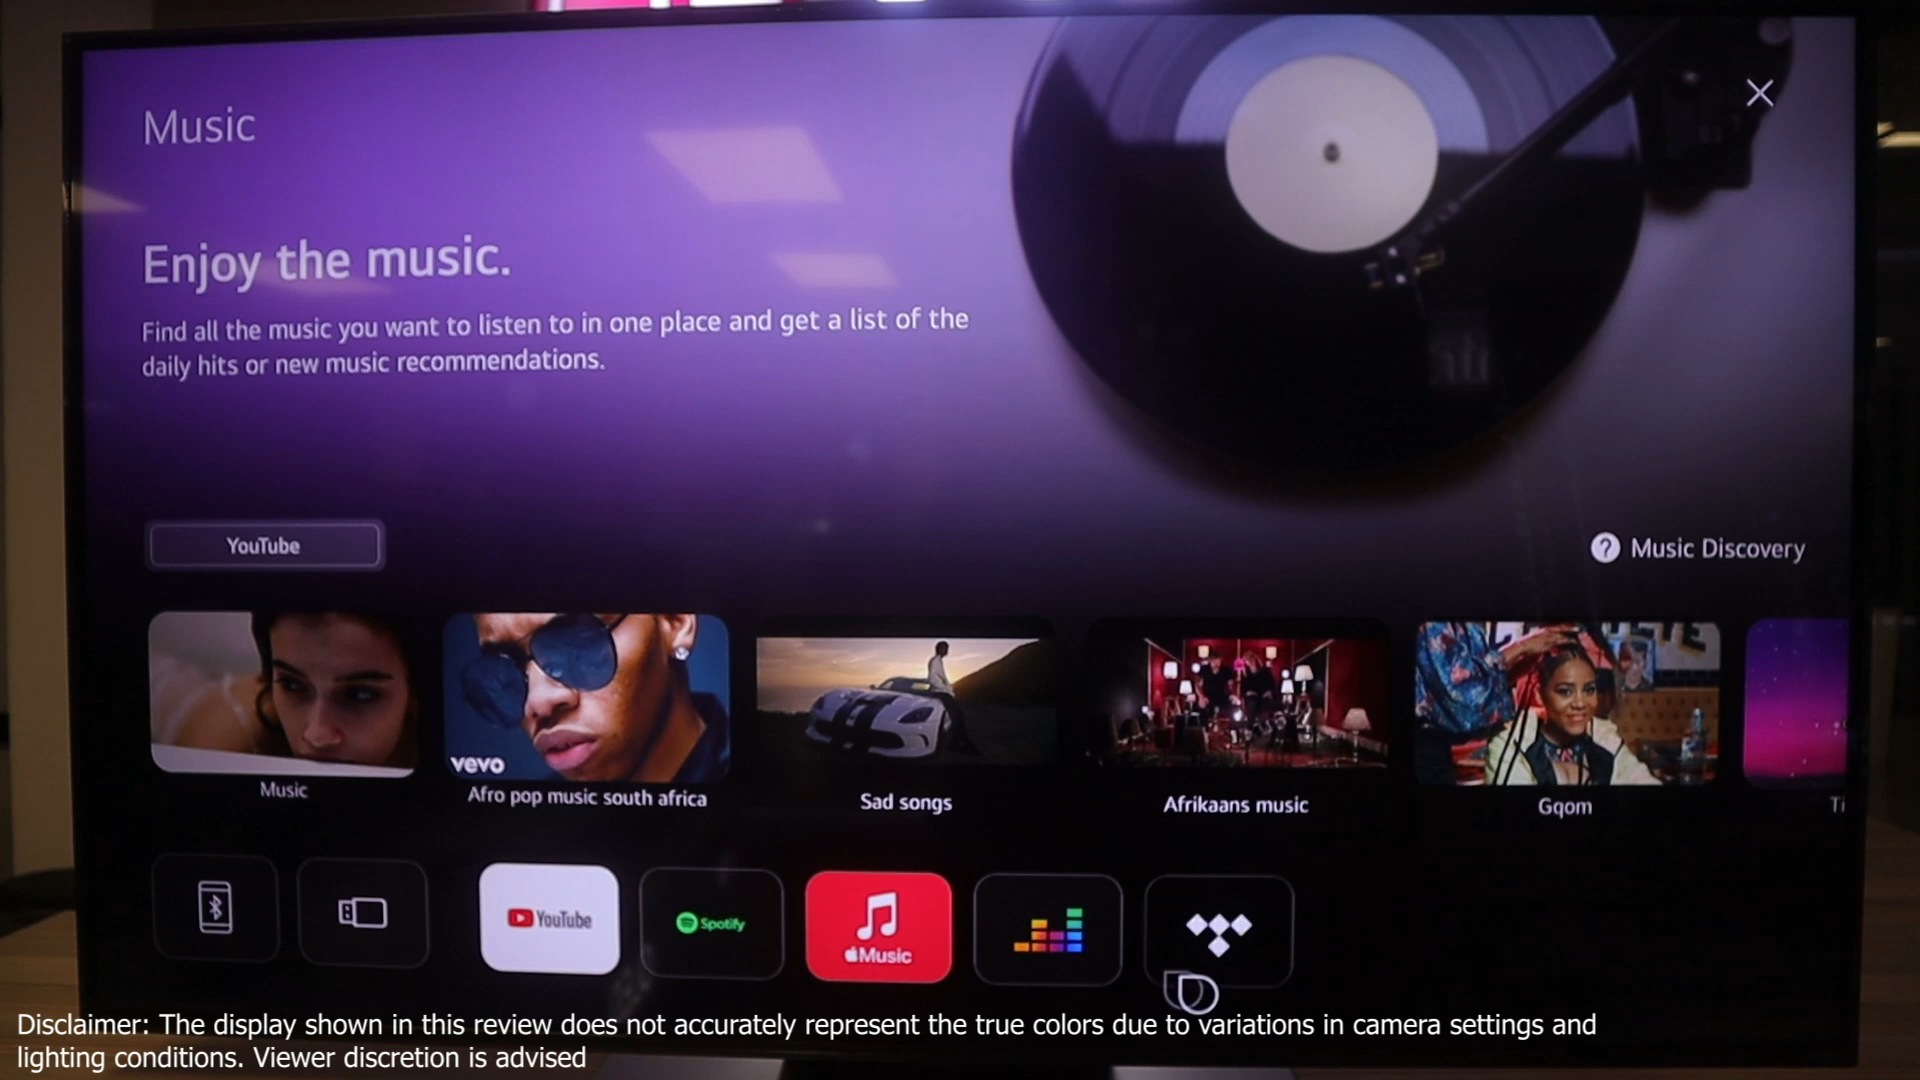 Music
Enjoy the music.
Find all the music you want to listen to in one place and get a list of the
daily hits or new music recommendations.
YouTube
? Music Discovery
vevo
Music
Afro pop music south africa
Sad songs
Afrikaans music
Gqom
Ti
YouTube
Spotify
Music
Disclaimer: The display shown in this review does not accurately represent the true colors due to variations in camera settings and
lighting conditions. Viewer discretion is advised